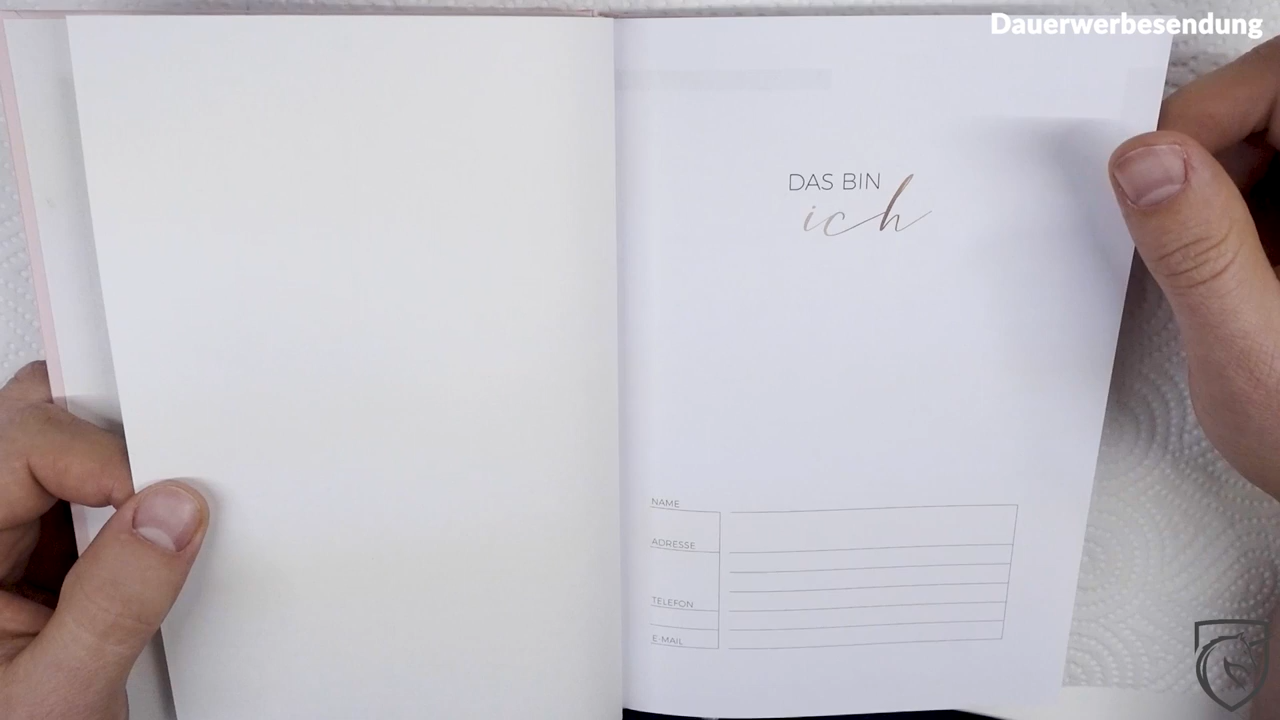 Dauerwerbesendung
DAS BIN
ich
NAME
ADRESSE
TELEFON
E-MAIL